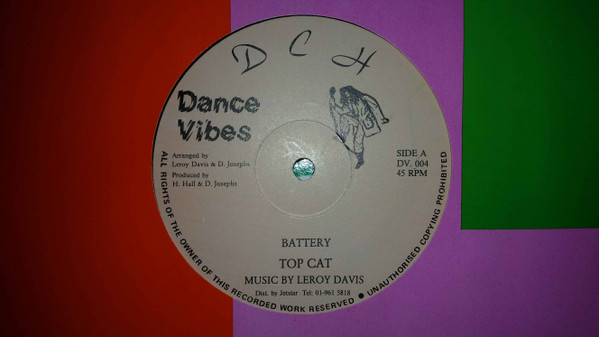 D C H
Dance
Vibes
Arranged by
Leroy Davis & D. Josephs
Produced by
H. Hall & D. Josephs
SIDE A
DV. 004
45 RPM
BATTERY
TOP CAT
MUSIC BY LEROY DAVIS
Dist. by Jetstar Tel: 01-961 5818
ALL RIGHTS OF THE OWNER OF THIS RECORDED WORK RESERVED ● UNAUTHORISED COPYING PROHIBITED